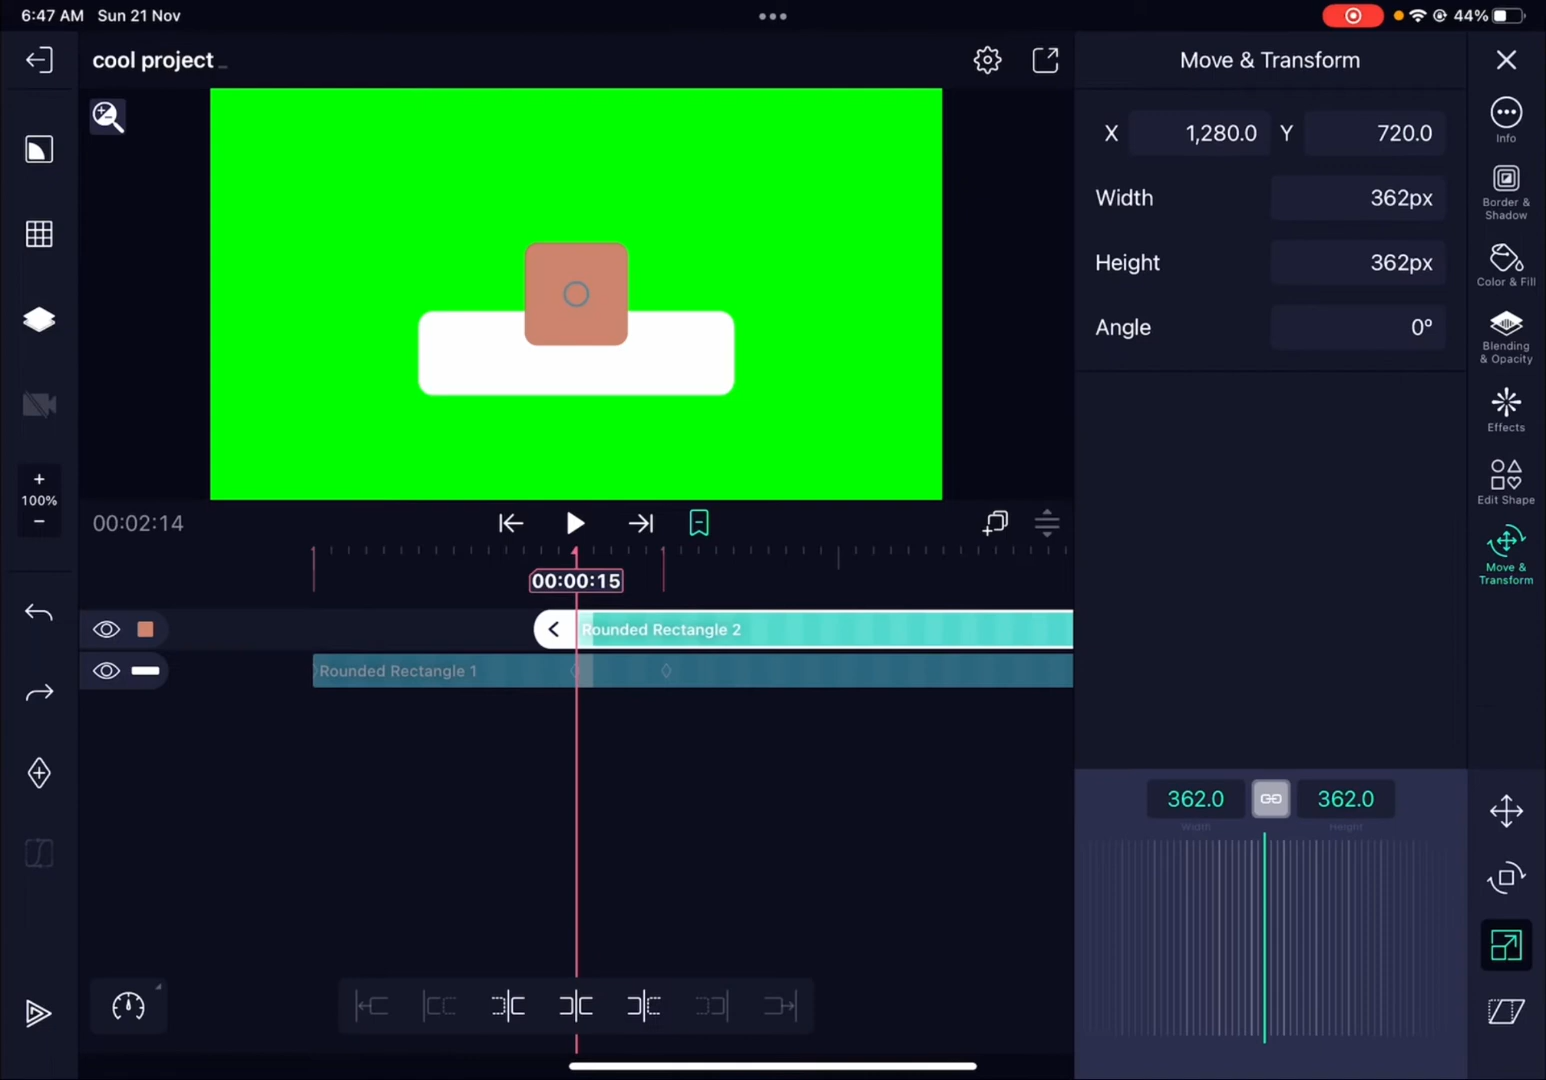 6:47 AM Sun 21 Nov
44%
cool project
Move & Transform
X 1,280.0 Y 720.0
Width 362px
Height 362px
Angle 0°
Info
Border &
Shadow
Color & Fill
Blending
& Opacity
Effects
Edit Shape
Move &
Transform
+
100%
−
00:02:14
00:00:15
Rounded Rectangle 2
Rounded Rectangle 1
362.0 362.0
Width Height